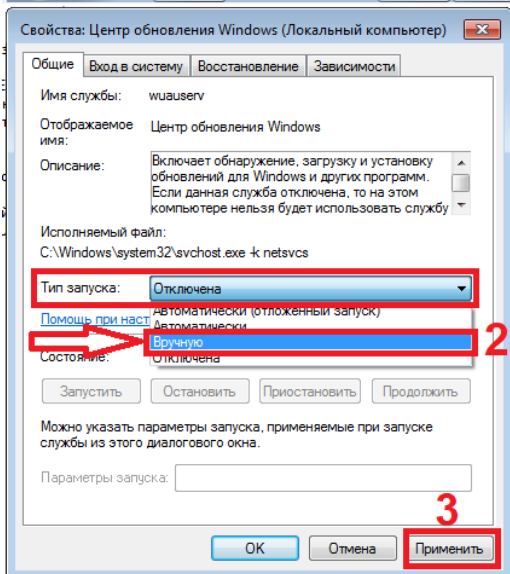 Свойства: Центр обновления Windows (Локальный компьютер)
Общие Вход в систему Восстановление Зависимости
Имя службы: wuauserv
Отображаемое имя: Центр обновления Windows
Описание: Включает обнаружение, загрузку и установку
обновлений для Windows и других программ.
Если данная служба отключена, то на этом
компьютере нельзя будет использовать службу
Исполняемый файл:
C:\Windows\system32\svchost.exe -k netsvcs
Тип запуска: Отключена
Автоматически (отложенный запуск)
Помощь при наст
Автоматически
Вручную 2
Состояние: Отключена
Запустить Остановить Приостановить Продолжить
Можно указать параметры запуска, применяемые при запуске
службы из этого диалогового окна.
Параметры запуска:
3
OK Отмена Применить